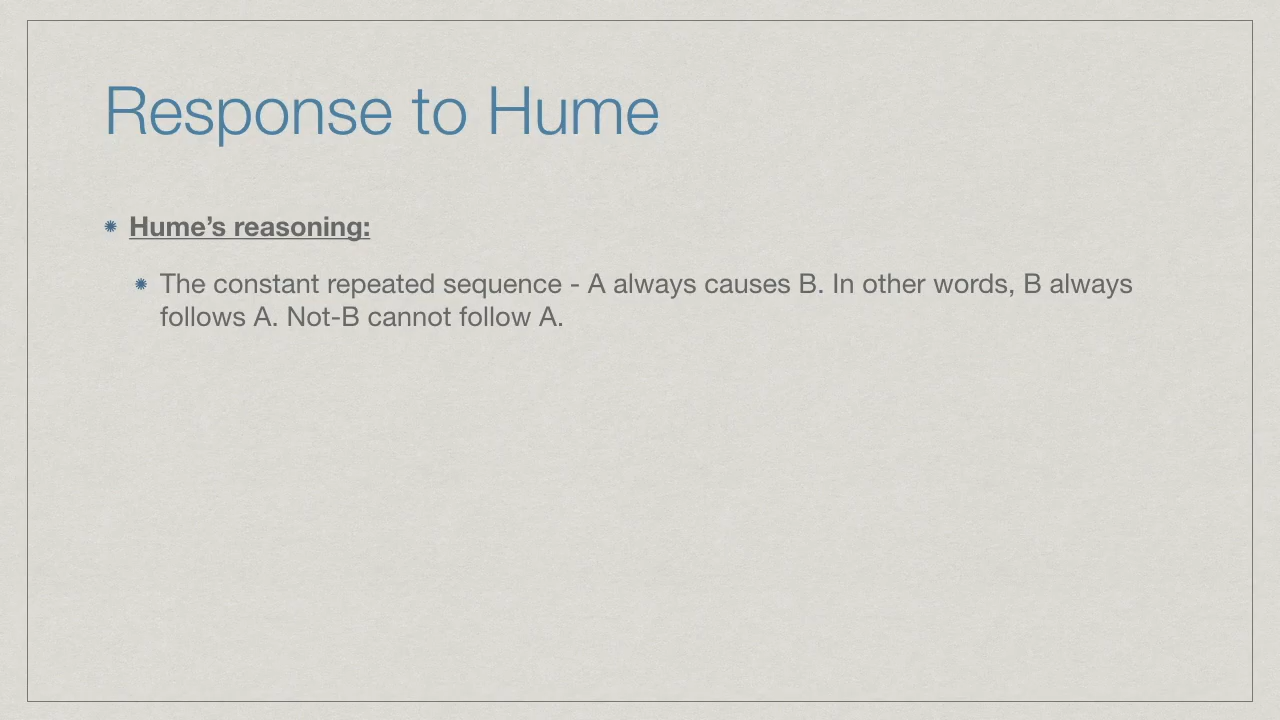 Response to Hume
Hume’s reasoning:
The constant repeated sequence - A always causes B. In other words, B always
follows A. Not-B cannot follow A.